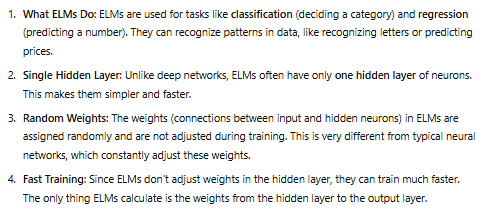 1. What ELMs Do: ELMs are used for tasks like classification (deciding a category) and regression
(predicting a number). They can recognize patterns in data, like recognizing letters or predicting
prices.
2. Single Hidden Layer: Unlike deep networks, ELMs often have only one hidden layer of neurons.
This makes them simpler and faster.
3. Random Weights: The weights (connections between input and hidden neurons) in ELMs are
assigned randomly and are not adjusted during training. This is very different from typical neural
networks, which constantly adjust these weights.
4. Fast Training: Since ELMs don't adjust weights in the hidden layer, they can train much faster.
The only thing ELMs calculate is the weights from the hidden layer to the output layer.